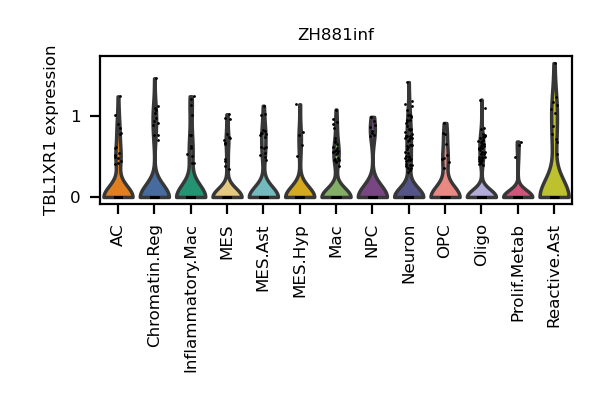 ZH881inf
TBL1XR1 expression
1
0
AC
Chromatin.Reg
Inflammatory.Mac
MES
MES.Ast
MES.Hyp
Mac
NPC
Neuron
OPC
Oligo
Prolif.Metab
Reactive.Ast